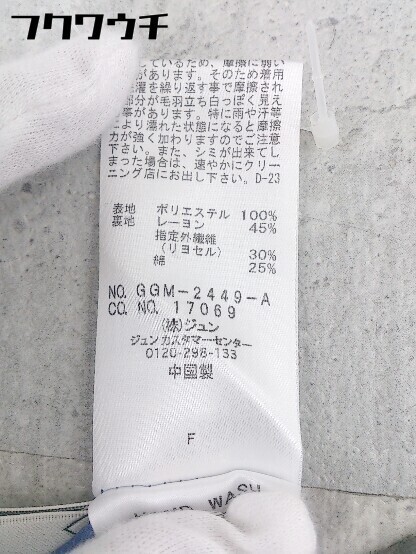 フクワウチ
しているため、摩擦に弱い
があります。そのため着用
濯を繰り返す事で摩擦され
部分が毛羽立ち白っぽく見え
事があります。特に雨や汗等
により濡れた状態になると摩擦
力が強く加わりますのでご注意
下さい。また、シミが出来てし
まった場合は、速やかにクリー
ニング店にお出し下さい。D-23
表地 ポリエステル 100%
裏地 レーヨン 45%
指定外繊維
(リヨセル) 30%
綿 25%
NO. GGM-2449-A
CO. NO. 17069
(株)ジュン
ジュンカスタマーセンター
0120-298-133
中国製
F
HAND WASH